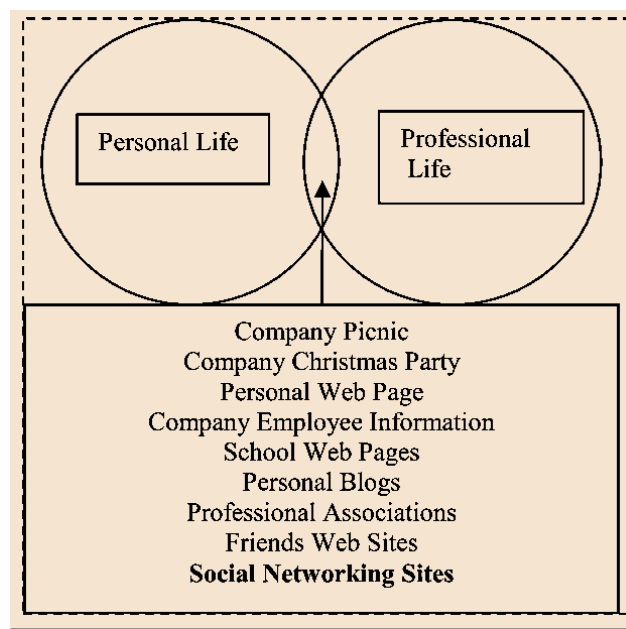 Personal Life
Professional
Life
Company Picnic
Company Christmas Party
Personal Web Page
Company Employee Information
School Web Pages
Personal Blogs
Professional Associations
Friends Web Sites
Social Networking Sites